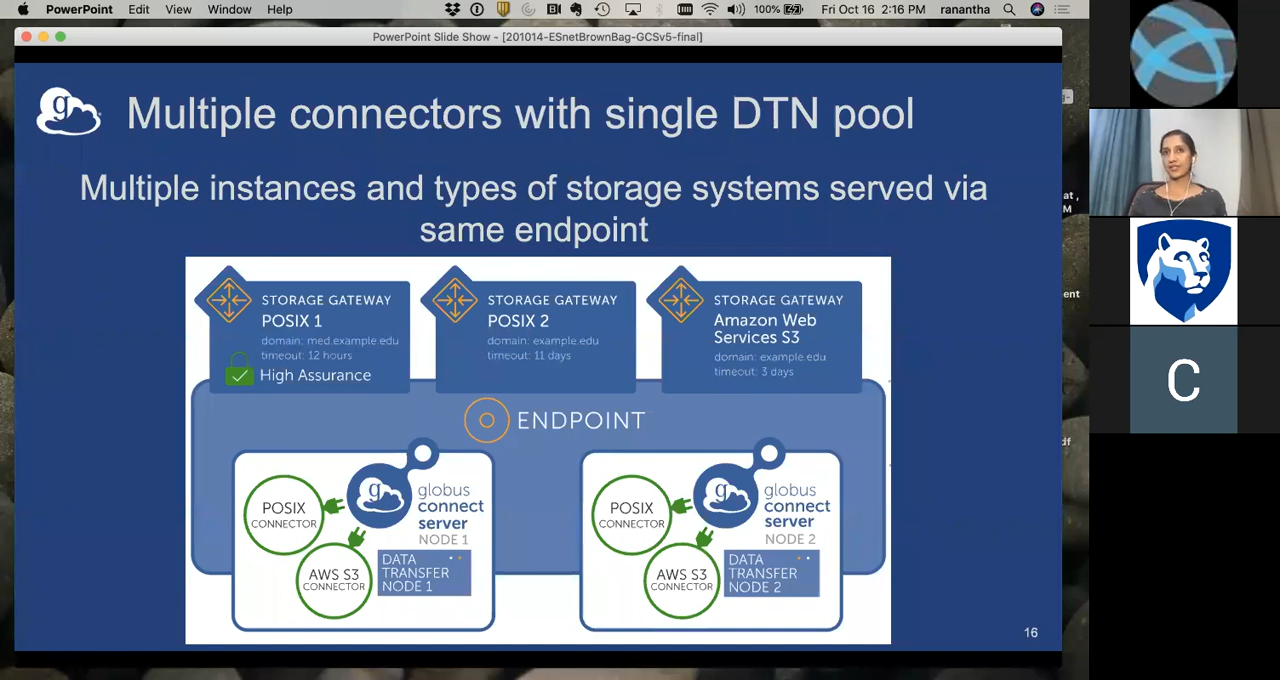 PowerPoint Edit View Window Help 100% Fri Oct 16 2:16 PM ranantha
PowerPoint Slide Show - [201014-ESnetBrownBag-GCSv5-final]
g
Multiple connectors with single DTN pool
Multiple instances and types of storage systems served via
same endpoint
STORAGE GATEWAY
POSIX 1
domain: med.example.edu
timeout: 12 hours
High Assurance
STORAGE GATEWAY
POSIX 2
domain: example.edu
timeout: 11 days
STORAGE GATEWAY
Amazon Web
Services S3
domain: example.edu
timeout: 3 days
ENDPOINT
POSIX
CONNECTOR
AWS S3
CONNECTOR
g
globus
connect
server
NODE 1
DATA
TRANSFER
NODE 1
POSIX
CONNECTOR
AWS S3
CONNECTOR
g
globus
connect
server
NODE 2
DATA
TRANSFER
NODE 2
16
at ,
M
ent
df
C